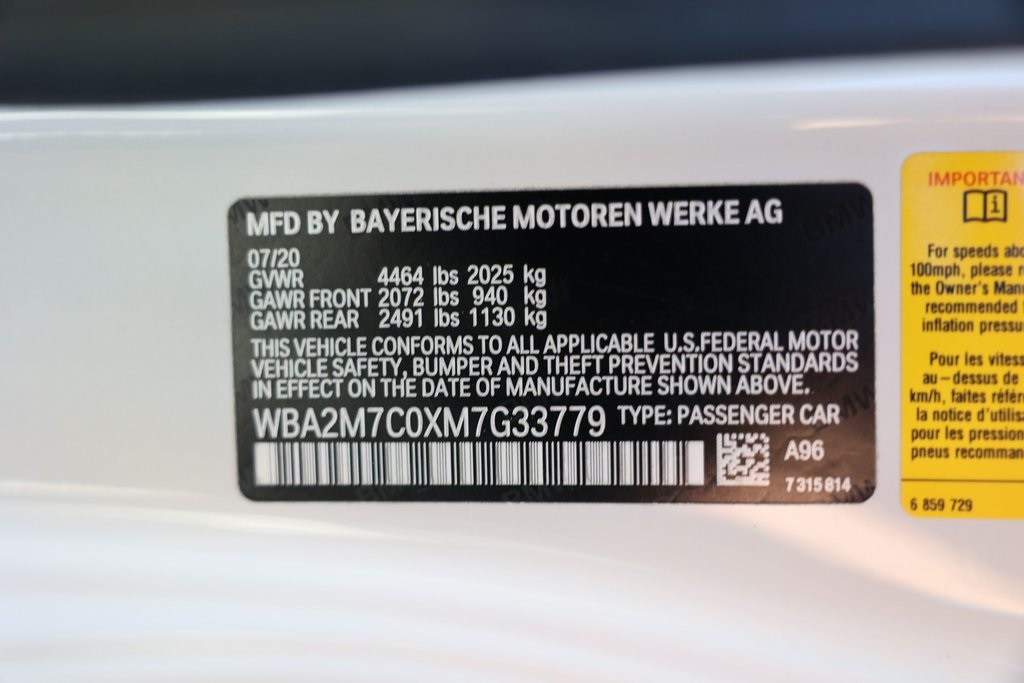 MFD BY BAYERISCHE MOTOREN WERKE AG
07/20
GVWR 4464 lbs 2025 kg
GAWR FRONT 2072 lbs 940 kg
GAWR REAR 2491 lbs 1130 kg
THIS VEHICLE CONFORMS TO ALL APPLICABLE U.S.FEDERAL MOTOR
VEHICLE SAFETY, BUMPER AND THEFT PREVENTION STANDARDS
IN EFFECT ON THE DATE OF MANUFACTURE SHOWN ABOVE.
WBA2M7C0XM7G33779 TYPE: PASSENGER CAR
A96
7315814
IMPORTAN
For speeds abo
100mph, please r
the Owner's Manu
recommended
inflation pressu
Pour les vitess
au-dessus de
km/h, faites référ
la notice d'utilis
pour les pression
pneus recomman
6 859 729